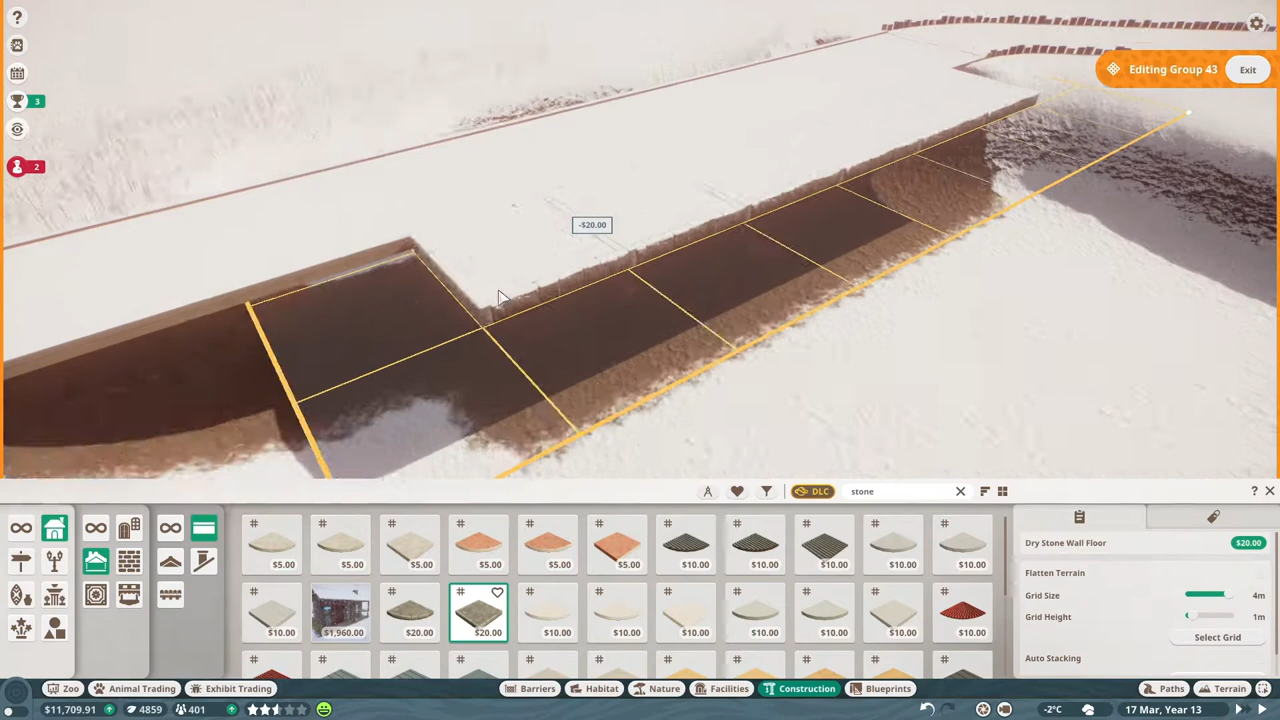 ?
3
2
Editing Group 43 Exit
-$20.00
DLC stone ? X
$5.00 $5.00 $5.00 $5.00 $5.00 $5.00 $10.00 $10.00 $10.00 $10.00 $10.00
$10.00 $1,960.00 $20.00 $20.00 $10.00 $10.00 $10.00 $10.00 $10.00 $10.00 $10.00
Dry Stone Wall Floor $20.00
Flatten Terrain
Grid Size 4m
Grid Height 1m
Select Grid
Auto Stacking
Zoo Animal Trading Exhibit Trading Barriers Habitat Nature Facilities Construction Blueprints Paths Terrain
$11,709.91 4859 401 -2°C 17 Mar, Year 13